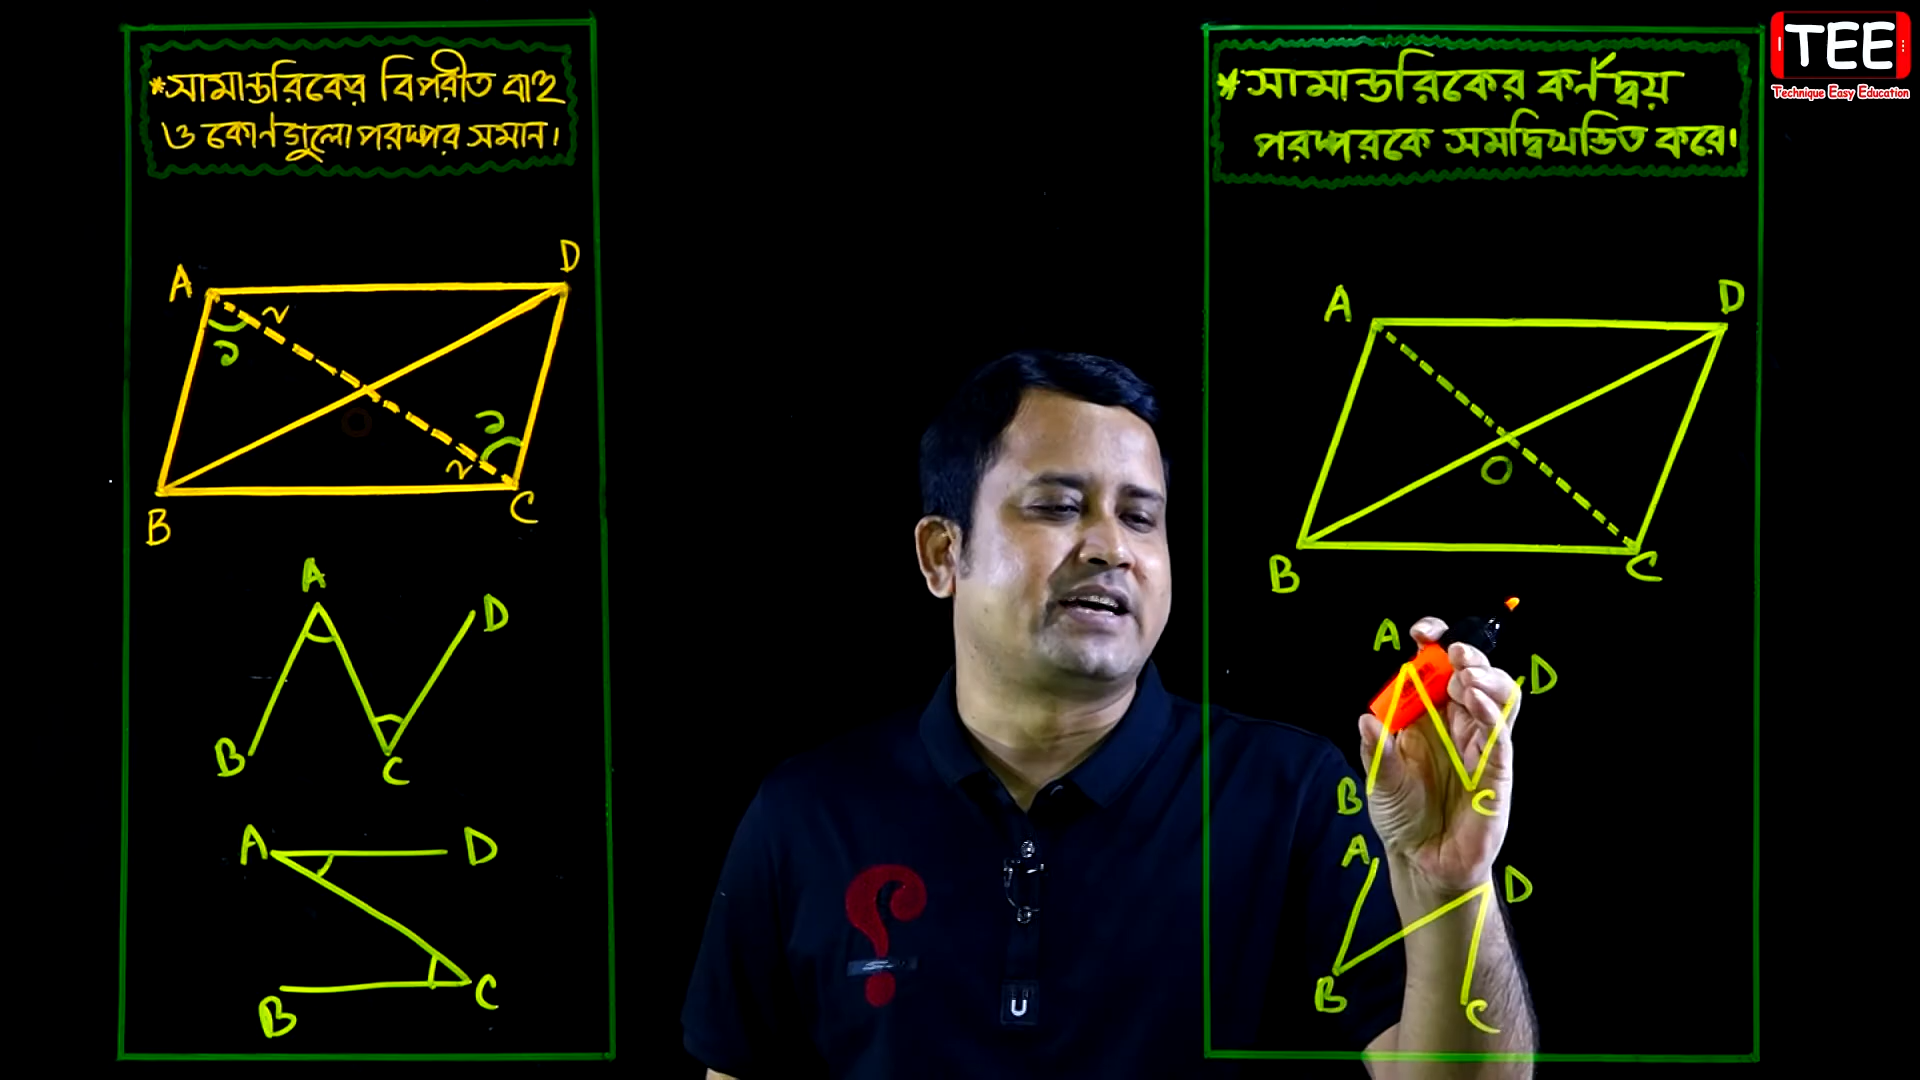 *সামান্তরিকের বিপরীত বাহু
ও কোণগুলো পরস্পর সমান।
A
D
২
১
১
২
O
B
C
A
D
B
C
A
D
B
C
*সামান্তরিকের কর্ণদ্বয়
পরস্পরকে সমদ্বিখণ্ডিত করে।
A
D
O
B
C
A
D
B
C
A
D
B
C
?
U
TEE
Technique Easy Education